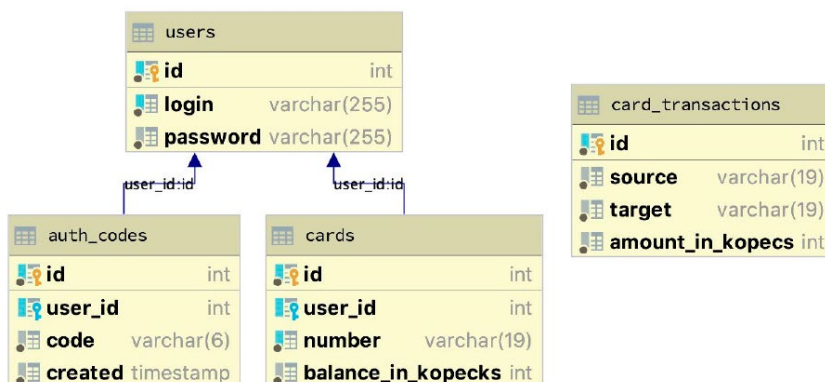 users
id int
login varchar(255)
password varchar(255)
user_id:id
user_id:id
auth_codes
id int
user_id int
code varchar(6)
created timestamp
cards
id int
user_id int
number varchar(19)
balance_in_kopecks int
card_transactions
id int
source varchar(19)
target varchar(19)
amount_in_kopecs int